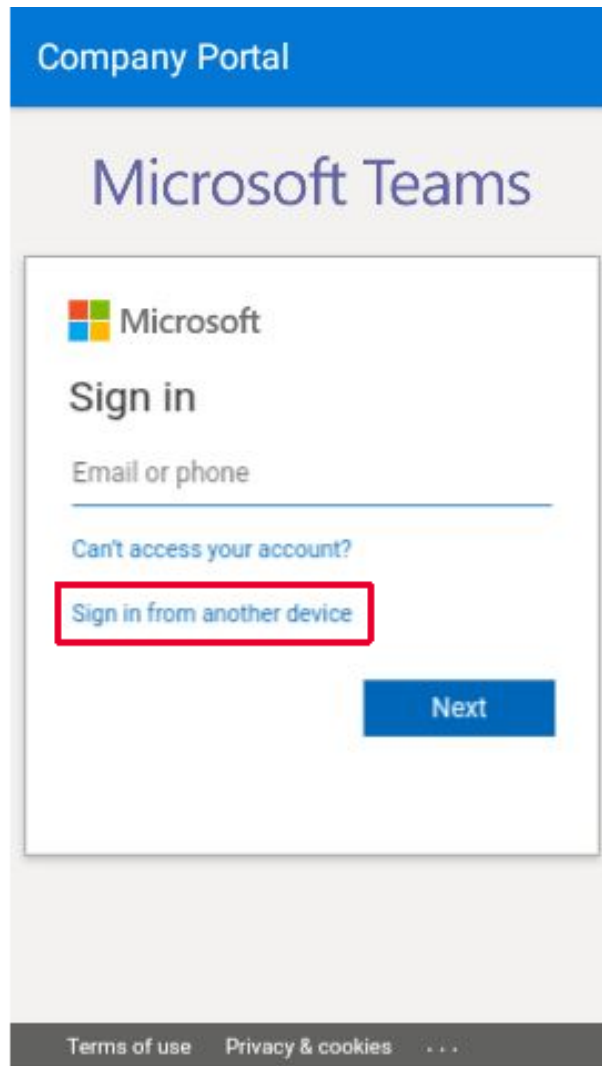 Company Portal
Microsoft Teams
Microsoft
Sign in
Email or phone
Can't access your account?
Sign in from another device
Next
Terms of use Privacy & cookies ...